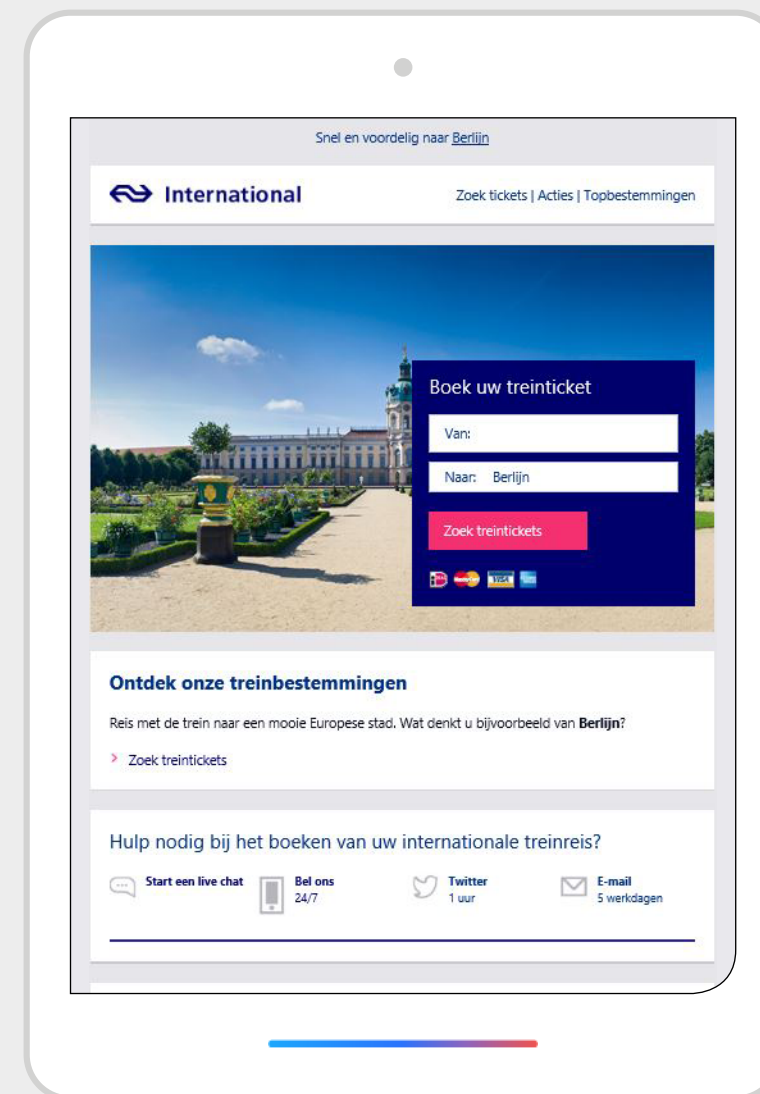 Snel en voordelig naar Berlijn
International
Zoek tickets | Acties | Topbestemmingen
Boek uw treinticket
Van:
Naar: Berlijn
Zoek treintickets
iDEAL MasterCard VISA
Ontdek onze treinbestemmingen
Reis met de trein naar een mooie Europese stad. Wat denkt u bijvoorbeeld van Berlijn?
> Zoek treintickets
Hulp nodig bij het boeken van uw internationale treinreis?
Start een live chat
Bel ons
24/7
Twitter
1 uur
E-mail
5 werkdagen